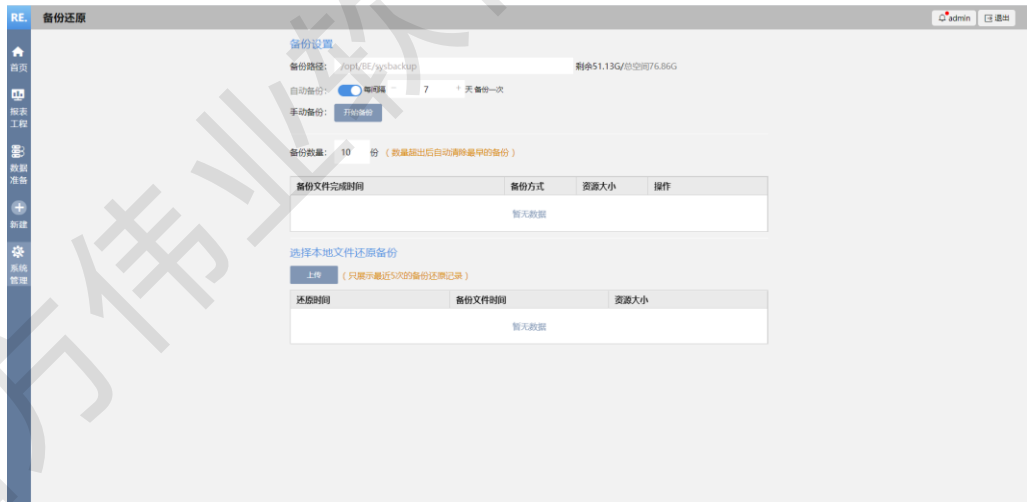 RE. 备份还原 admin 退出
首页
报表
工程
数据
准备
新建
系统
管理
备份设置
备份路径： /opt/BE/sysbackup 剩余51.13G/总空间76.86G
自动备份： 每间隔 - 7 + 天 备份一次
手动备份： 开始备份
备份数量： 10 份 （ 数量超出后自动清除最早的备份 ）
备份文件完成时间 备份方式 资源大小 操作
暂无数据
选择本地文件还原备份
上传 （ 只展示最近5次的备份还原记录 ）
还原时间 备份文件时间 资源大小
暂无数据
方伟业软